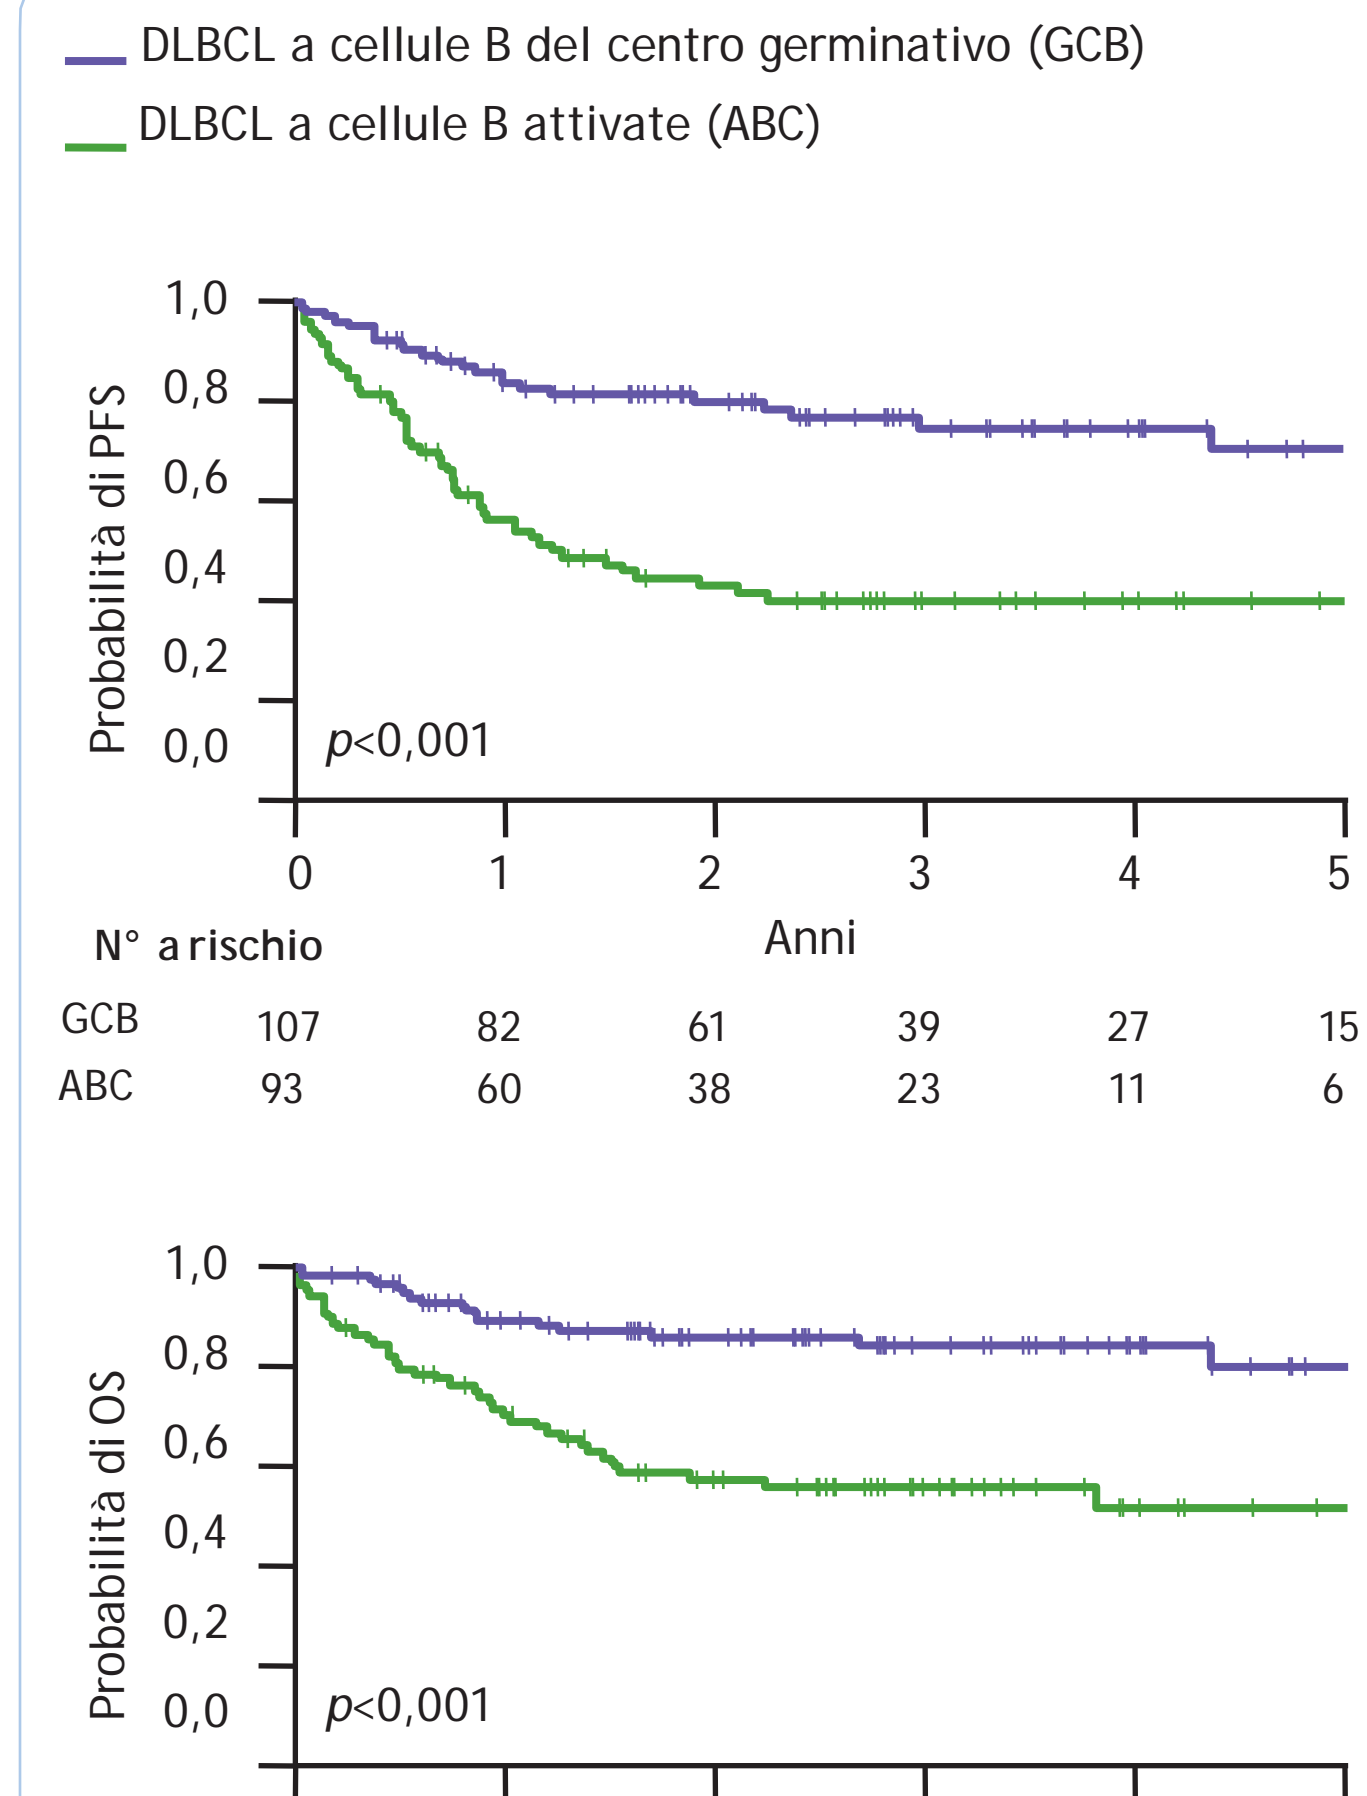 DLBCL a cellule B del centro germinativo (GCB)
DLBCL a cellule B attivate (ABC)
Probabilità di PFS
1,0
0,8
0,6
0,4
0,2
0,0
p<0,001
0 1 2 3 4 5
Anni
N° a rischio
GCB 107 82 61 39 27 15
ABC 93 60 38 23 11 6
Probabilità di OS
1,0
0,8
0,6
0,4
0,2
0,0
p<0,001